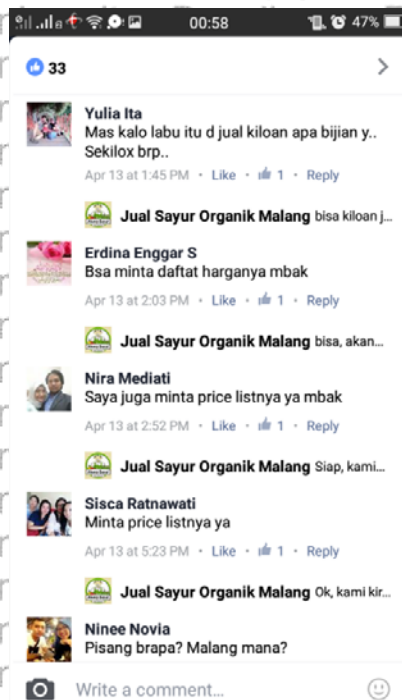 00:58
47%
33
Yulia Ita
Mas kalo labu itu d jual kiloan apa bijian y..
Sekilox brp..
Apr 13 at 1:45 PM • Like • 1 • Reply
Jual Sayur Organik Malang bisa kiloan j...
Erdina Enggar S
Bsa minta daftat harganya mbak
Apr 13 at 2:03 PM • Like • 1 • Reply
Jual Sayur Organik Malang bisa, akan...
Nira Mediati
Saya juga minta price listnya ya mbak
Apr 13 at 2:52 PM • Like • 1 • Reply
Jual Sayur Organik Malang Siap, kami...
Sisca Ratnawati
Minta price listnya ya
Apr 13 at 5:23 PM • Like • 1 • Reply
Jual Sayur Organik Malang Ok, kami kir...
Ninee Novia
Pisang brapa? Malang mana?
Write a comment...